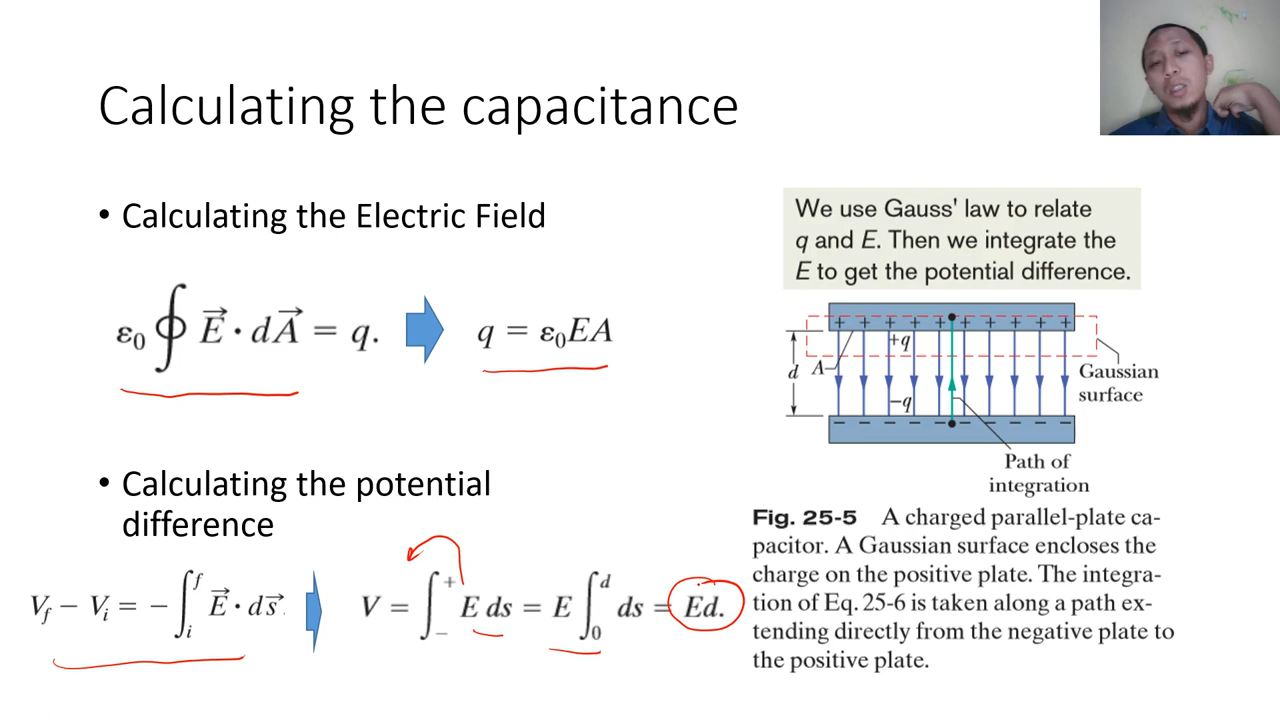 Calculating the capacitance
• Calculating the Electric Field
ε₀ ∮ E⃗ · dA⃗ = q.
q = ε₀EA
• Calculating the potential
difference
V_f − V_i = − ∫_i^f E⃗ · ds⃗.
V = ∫_−^+ E ds = E ∫_0^d ds = Ed.
We use Gauss' law to relate
q and E. Then we integrate the
E to get the potential difference.
+ + + + + + + + + +
+q
d
A
−q
− − − − − − − − − −
Gaussian
surface
Path of
integration
Fig. 25-5 A charged parallel-plate ca-
pacitor. A Gaussian surface encloses the
charge on the positive plate. The integra-
tion of Eq. 25-6 is taken along a path ex-
tending directly from the negative plate to
the positive plate.